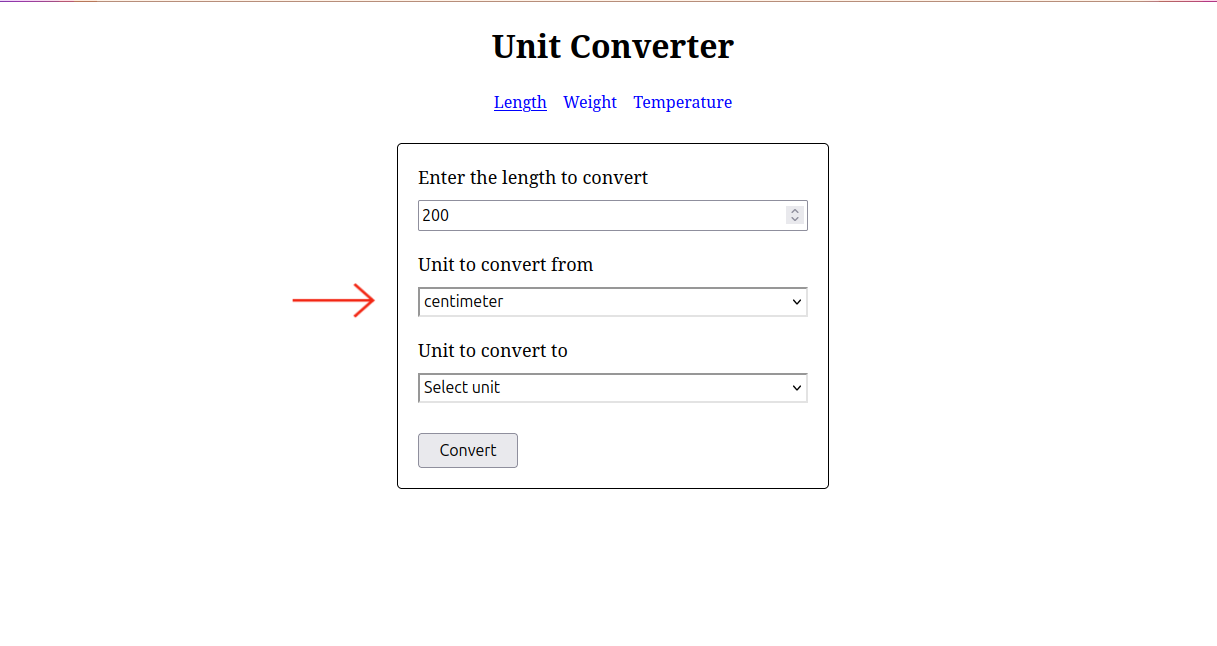 Unit Converter
Length Weight Temperature
Enter the length to convert
200
Unit to convert from
centimeter
Unit to convert to
Select unit
Convert